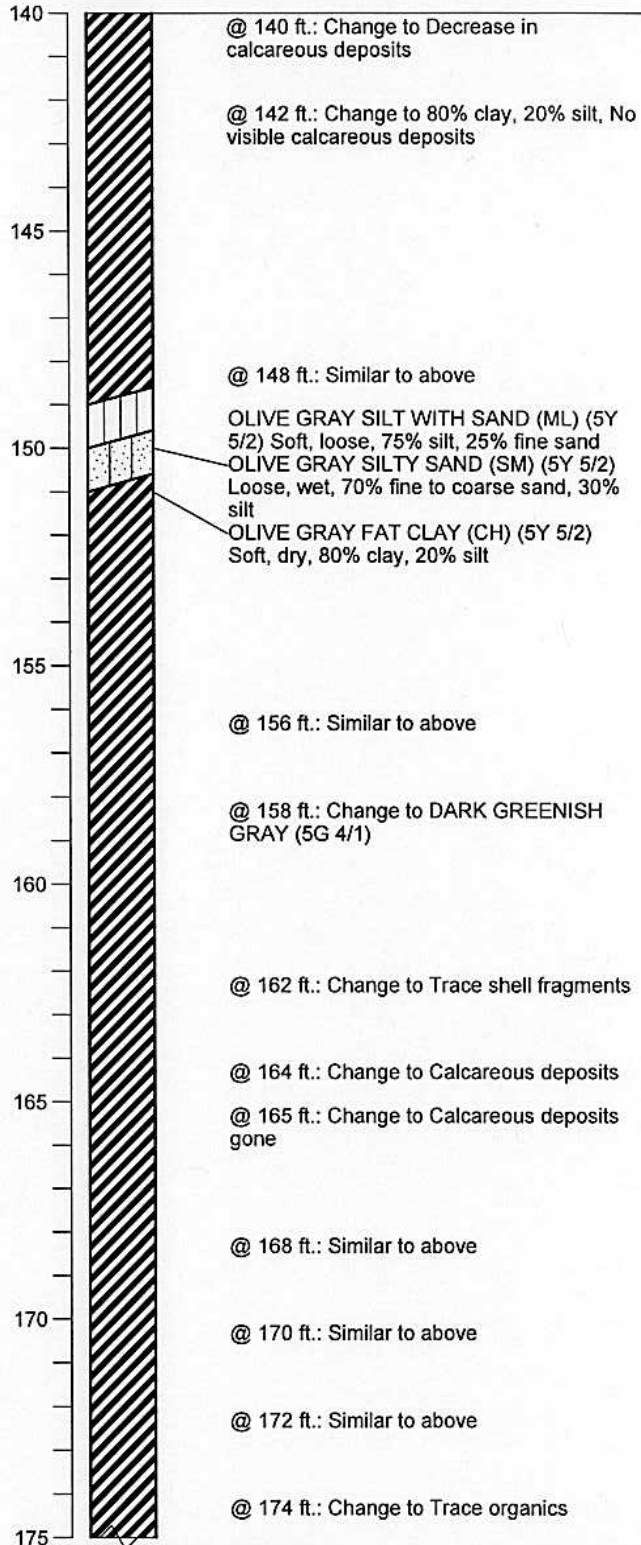 140
@ 140 ft.: Change to Decrease in
calcareous deposits
@ 142 ft.: Change to 80% clay, 20% silt, No
visible calcareous deposits
145
@ 148 ft.: Similar to above
OLIVE GRAY SILT WITH SAND (ML) (5Y
5/2) Soft, loose, 75% silt, 25% fine sand
150
OLIVE GRAY SILTY SAND (SM) (5Y 5/2)
Loose, wet, 70% fine to coarse sand, 30%
silt
OLIVE GRAY FAT CLAY (CH) (5Y 5/2)
Soft, dry, 80% clay, 20% silt
155
@ 156 ft.: Similar to above
@ 158 ft.: Change to DARK GREENISH
GRAY (5G 4/1)
160
@ 162 ft.: Change to Trace shell fragments
@ 164 ft.: Change to Calcareous deposits
165
@ 165 ft.: Change to Calcareous deposits
gone
@ 168 ft.: Similar to above
170
@ 170 ft.: Similar to above
@ 172 ft.: Similar to above
@ 174 ft.: Change to Trace organics
175